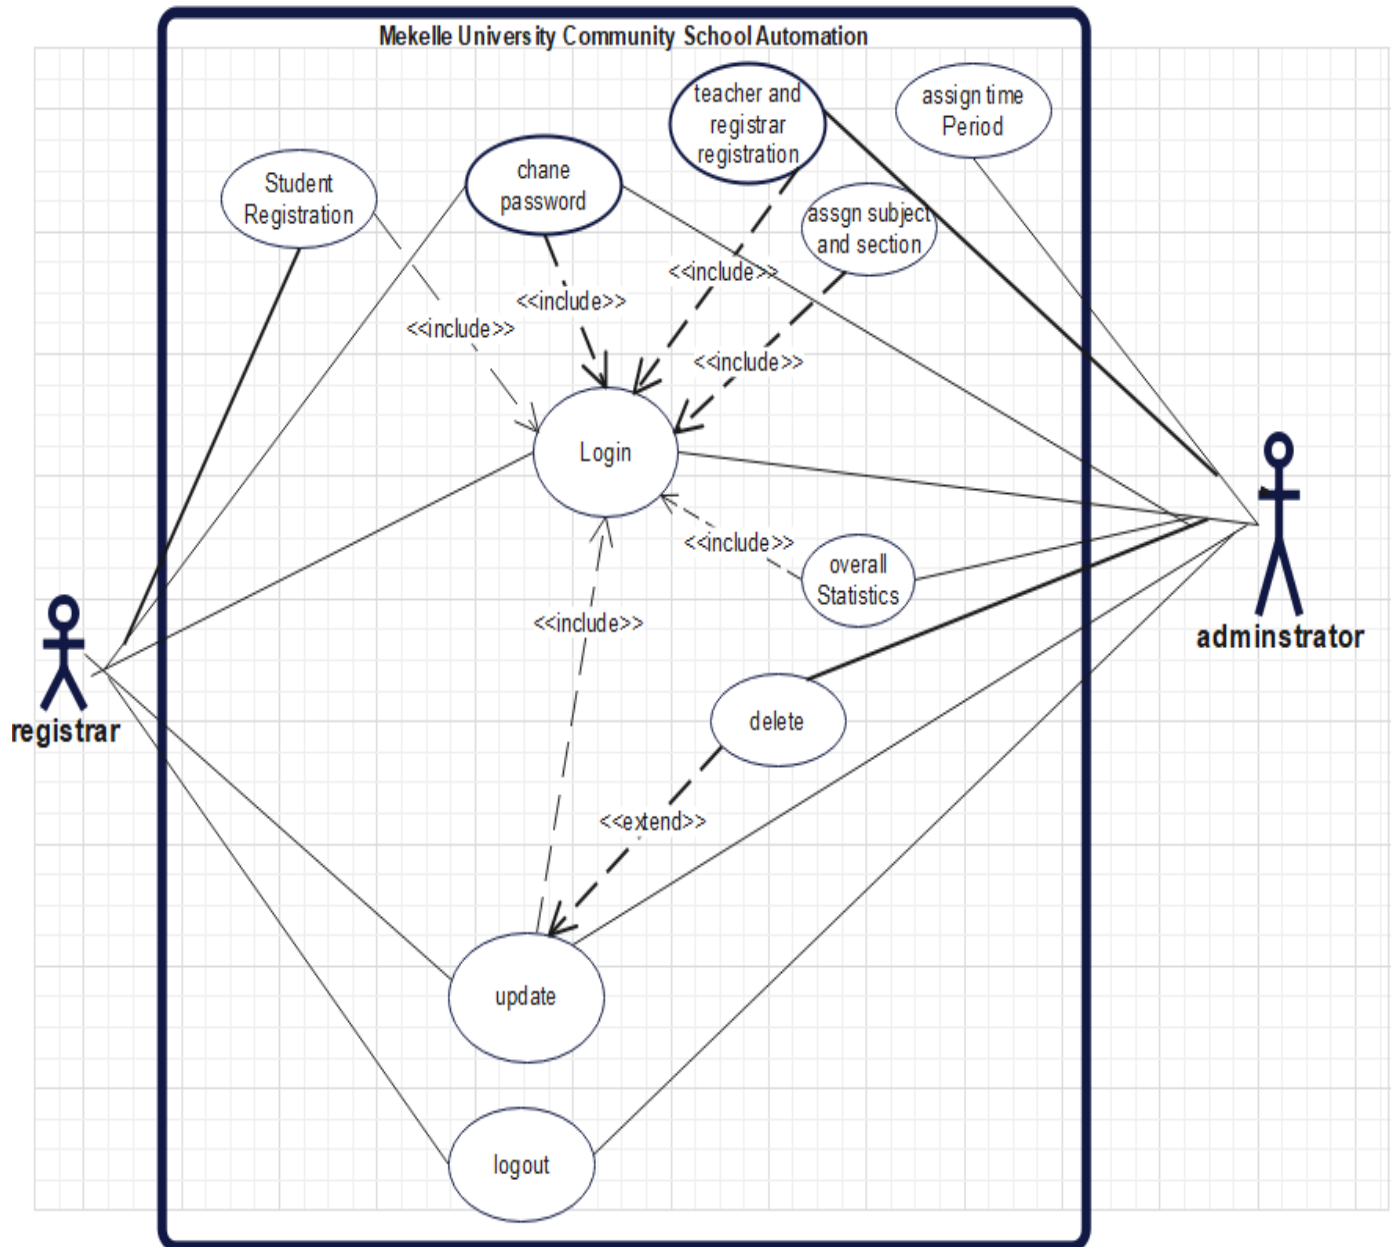 Mekelle University Community School Automation
teacher and
registrar
registration
assign time
Period
chane
password
Student
Registration
assgn subject
and section
<<include>>
<<include>>
<<include>>
<<include>>
Login
<<include>>
overall
Statistics
<<include>>
adminstrator
registrar
delete
<<extend>>
update
logout